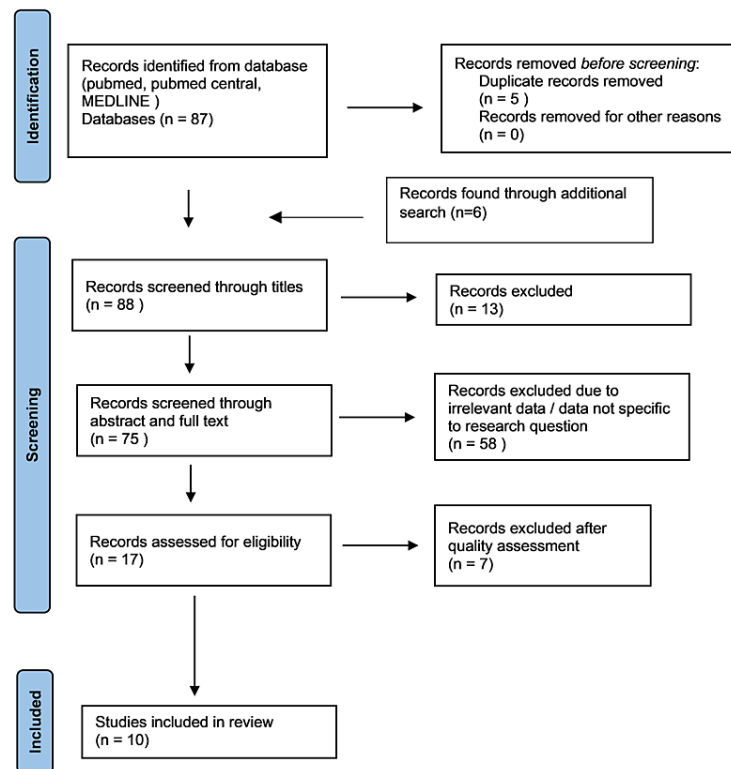 Identification
Records identified from database
(pubmed, pubmed central,
MEDLINE )
Databases (n = 87)
Records removed before screening:
Duplicate records removed
(n = 5 )
Records removed for other reasons
(n = 0)
Records found through additional
search (n=6)
Screening
Records screened through titles
(n = 88 )
Records excluded
(n = 13)
Records screened through
abstract and full text
(n = 75 )
Records excluded due to
irrelevant data / data not specific
to research question
(n = 58 )
Records assessed for eligibility
(n = 17)
Records excluded after
quality assessment
(n = 7)
Included
Studies included in review
(n = 10)